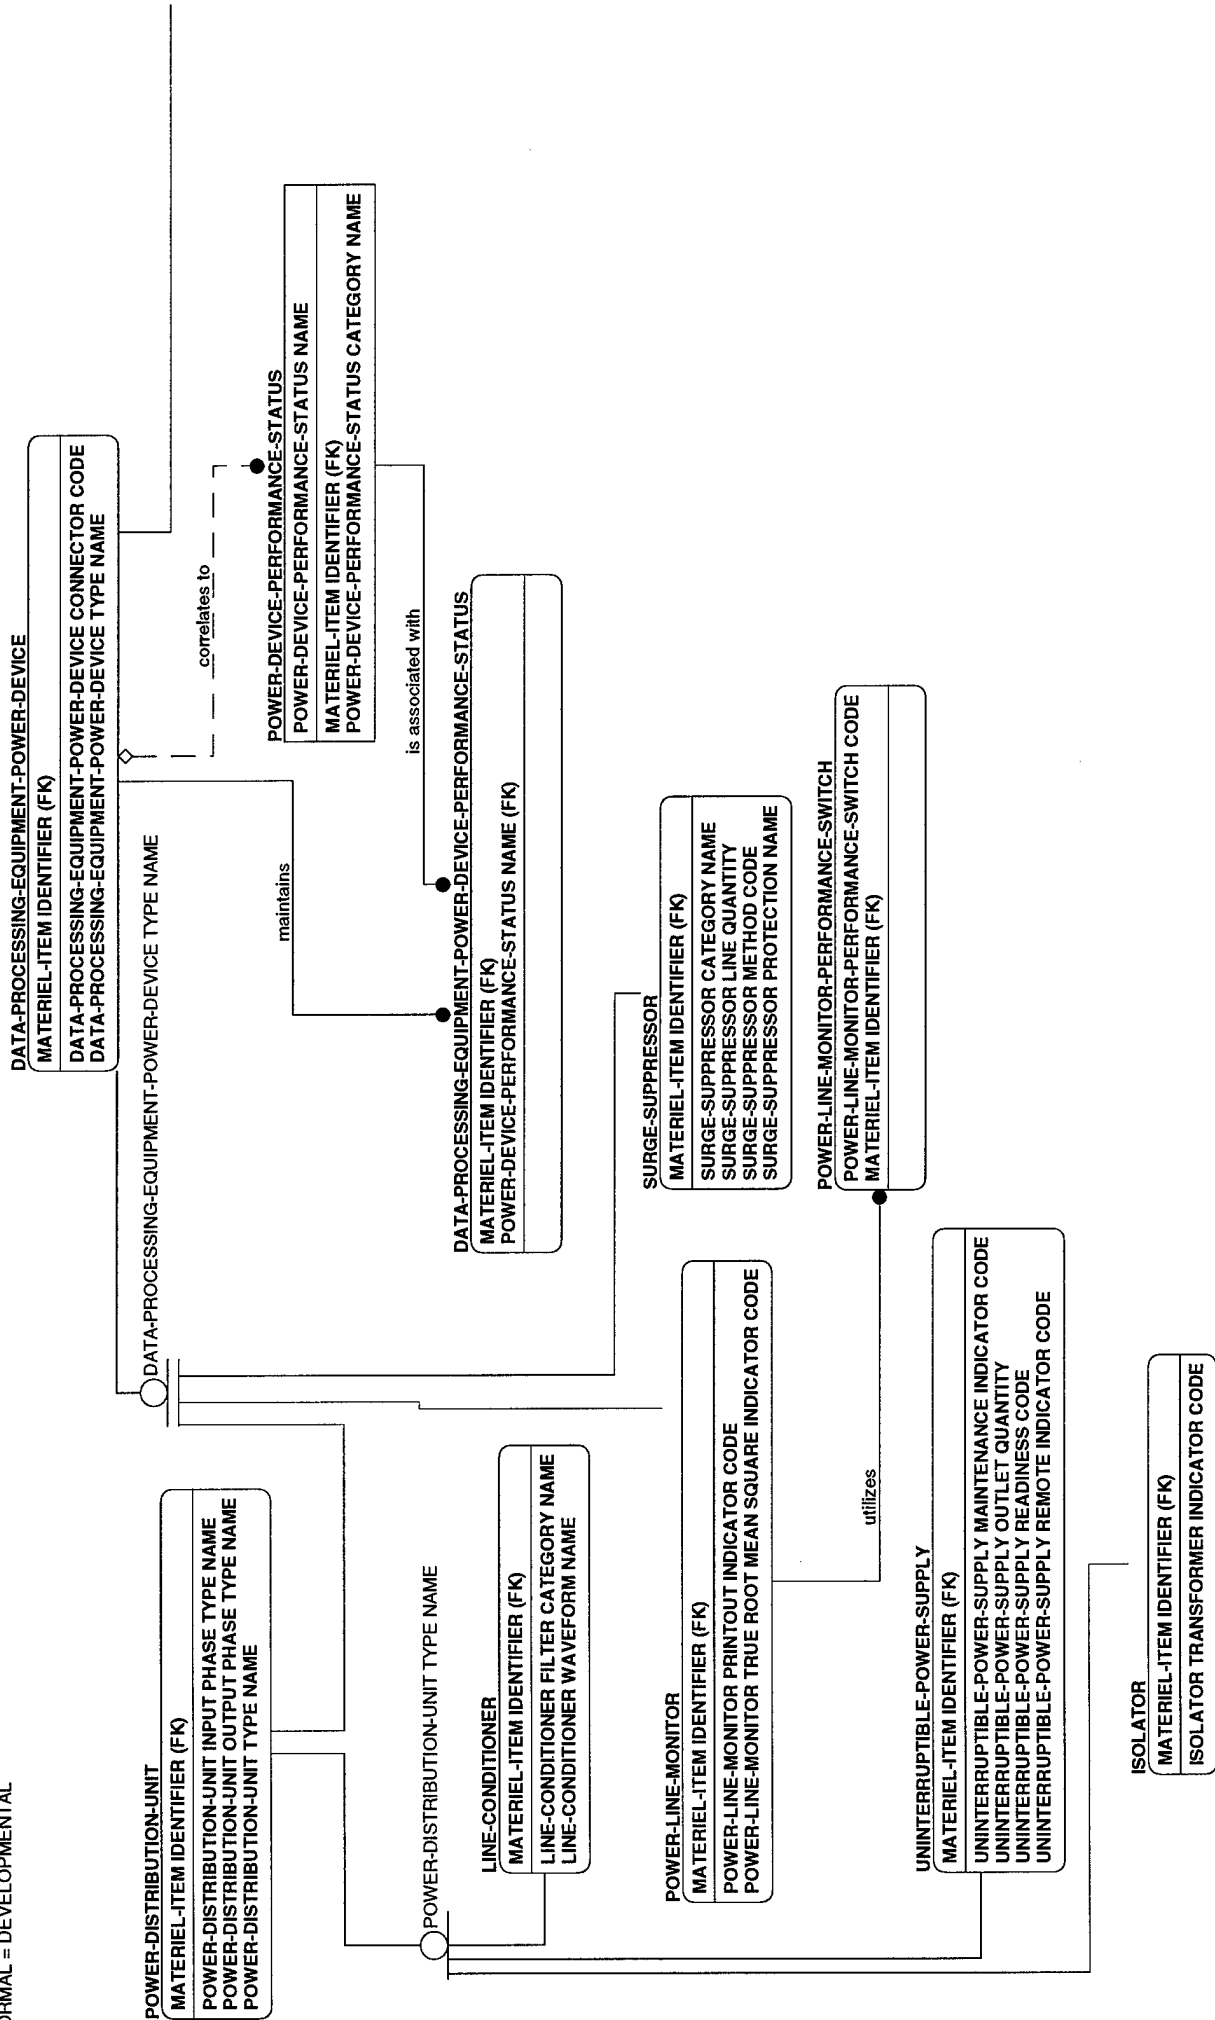 ORMAL = DEVELOPMENTAL
DATA-PROCESSING-EQUIPMENT-POWER-DEVICE
MATERIEL-ITEM IDENTIFIER (FK)
DATA-PROCESSING-EQUIPMENT-POWER-DEVICE CONNECTOR CODE
DATA-PROCESSING-EQUIPMENT-POWER-DEVICE TYPE NAME
correlates to
POWER-DEVICE-PERFORMANCE-STATUS
POWER-DEVICE-PERFORMANCE-STATUS NAME
MATERIEL-ITEM IDENTIFIER (FK)
POWER-DEVICE-PERFORMANCE-STATUS CATEGORY NAME
maintains
is associated with
DATA-PROCESSING-EQUIPMENT-POWER-DEVICE-PERFORMANCE-STATUS
MATERIEL-ITEM IDENTIFIER (FK)
POWER-DEVICE-PERFORMANCE-STATUS NAME (FK)
DATA-PROCESSING-EQUIPMENT-POWER-DEVICE TYPE NAME
POWER-DISTRIBUTION-UNIT
MATERIEL-ITEM IDENTIFIER (FK)
POWER-DISTRIBUTION-UNIT INPUT PHASE TYPE NAME
POWER-DISTRIBUTION-UNIT OUTPUT PHASE TYPE NAME
POWER-DISTRIBUTION-UNIT TYPE NAME
POWER-DISTRIBUTION-UNIT TYPE NAME
LINE-CONDITIONER
MATERIEL-ITEM IDENTIFIER (FK)
LINE-CONDITIONER FILTER CATEGORY NAME
LINE-CONDITIONER WAVEFORM NAME
SURGE-SUPPRESSOR
MATERIEL-ITEM IDENTIFIER (FK)
SURGE-SUPPRESSOR CATEGORY NAME
SURGE-SUPPRESSOR LINE QUANTITY
SURGE-SUPPRESSOR METHOD CODE
SURGE-SUPPRESSOR PROTECTION NAME
POWER-LINE-MONITOR
MATERIEL-ITEM IDENTIFIER (FK)
POWER-LINE-MONITOR PRINTOUT INDICATOR CODE
POWER-LINE-MONITOR TRUE ROOT MEAN SQUARE INDICATOR CODE
utilizes
POWER-LINE-MONITOR-PERFORMANCE-SWITCH
POWER-LINE-MONITOR-PERFORMANCE-SWITCH CODE
MATERIEL-ITEM IDENTIFIER (FK)
UNINTERRUPTIBLE-POWER-SUPPLY
MATERIEL-ITEM IDENTIFIER (FK)
UNINTERRUPTIBLE-POWER-SUPPLY MAINTENANCE INDICATOR CODE
UNINTERRUPTIBLE-POWER-SUPPLY OUTLET QUANTITY
UNINTERRUPTIBLE-POWER-SUPPLY READINESS CODE
UNINTERRUPTIBLE-POWER-SUPPLY REMOTE INDICATOR CODE
ISOLATOR
MATERIEL-ITEM IDENTIFIER (FK)
ISOLATOR TRANSFORMER INDICATOR CODE